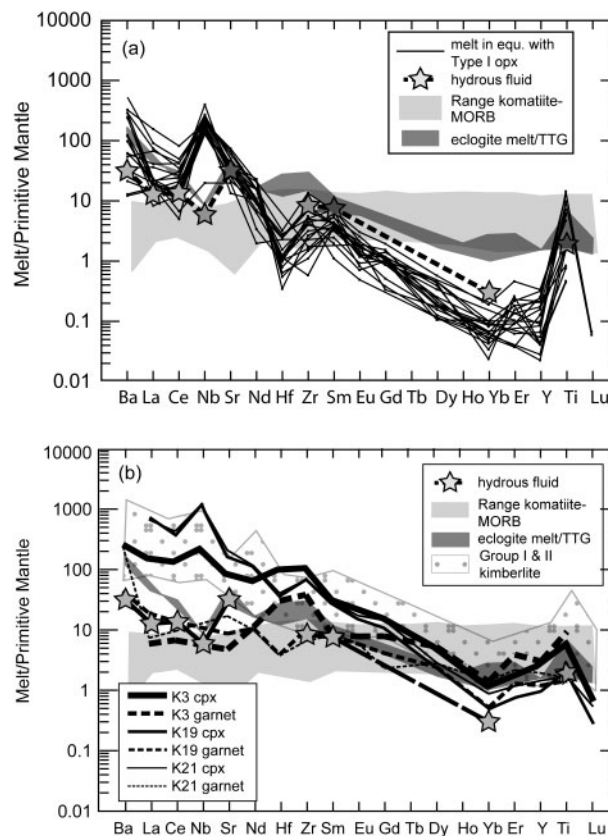 10000
(a)
melt in equ. with
Type I opx
hydrous fluid
Range komatiite-
MORB
eclogite melt/TTG
1000
100
10
1
0.1
0.01
Melt/Primitive Mantle
Ba La Ce Nb Sr Nd Hf Zr Sm Eu Gd Tb Dy Ho Yb Er Y Ti Lu
10000
(b)
hydrous fluid
Range komatiite-
MORB
eclogite melt/TTG
Group I & II
kimberlite
1000
100
10
1
0.1
0.01
Melt/Primitive Mantle
K3 cpx
K3 garnet
K19 cpx
K19 garnet
K21 cpx
K21 garnet
Ba La Ce Nb Sr Nd Hf Zr Sm Eu Gd Tb Dy Ho Yb Er Y Ti Lu